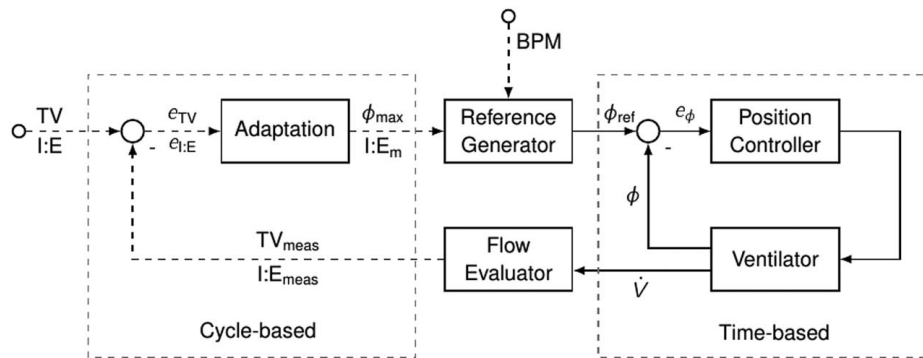 BPM
TV
I:E
-
e_TV
e_I:E
Adaptation
ϕ_max
I:E_m
Reference
Generator
ϕ_ref
-
e_ϕ
Position
Controller
ϕ
TV_meas
I:E_meas
Flow
Evaluator
V̇
Ventilator
Cycle-based
Time-based